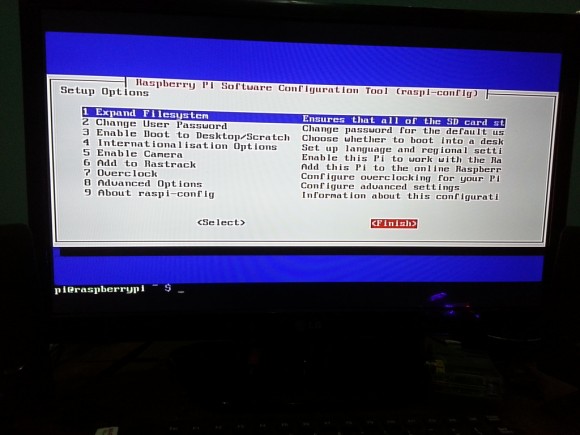 Raspberry Pi Software Configuration Tool (raspi-config)
Setup Options
1 Expand Filesystem Ensures that all of the SD card st
2 Change User Password Change password for the default us
3 Enable Boot to Desktop/Scratch Choose whether to boot into a desk
4 Internationalisation Options Set up language and regional setti
5 Enable Camera Enable this Pi to work with the Ra
6 Add to Rastrack Add this Pi to the online Raspberr
7 Overclock Configure overclocking for your Pi
8 Advanced Options Configure advanced settings
9 About raspi-config Information about this configurati
<Select> <Finish>
pi@raspberrypi ~ $ _